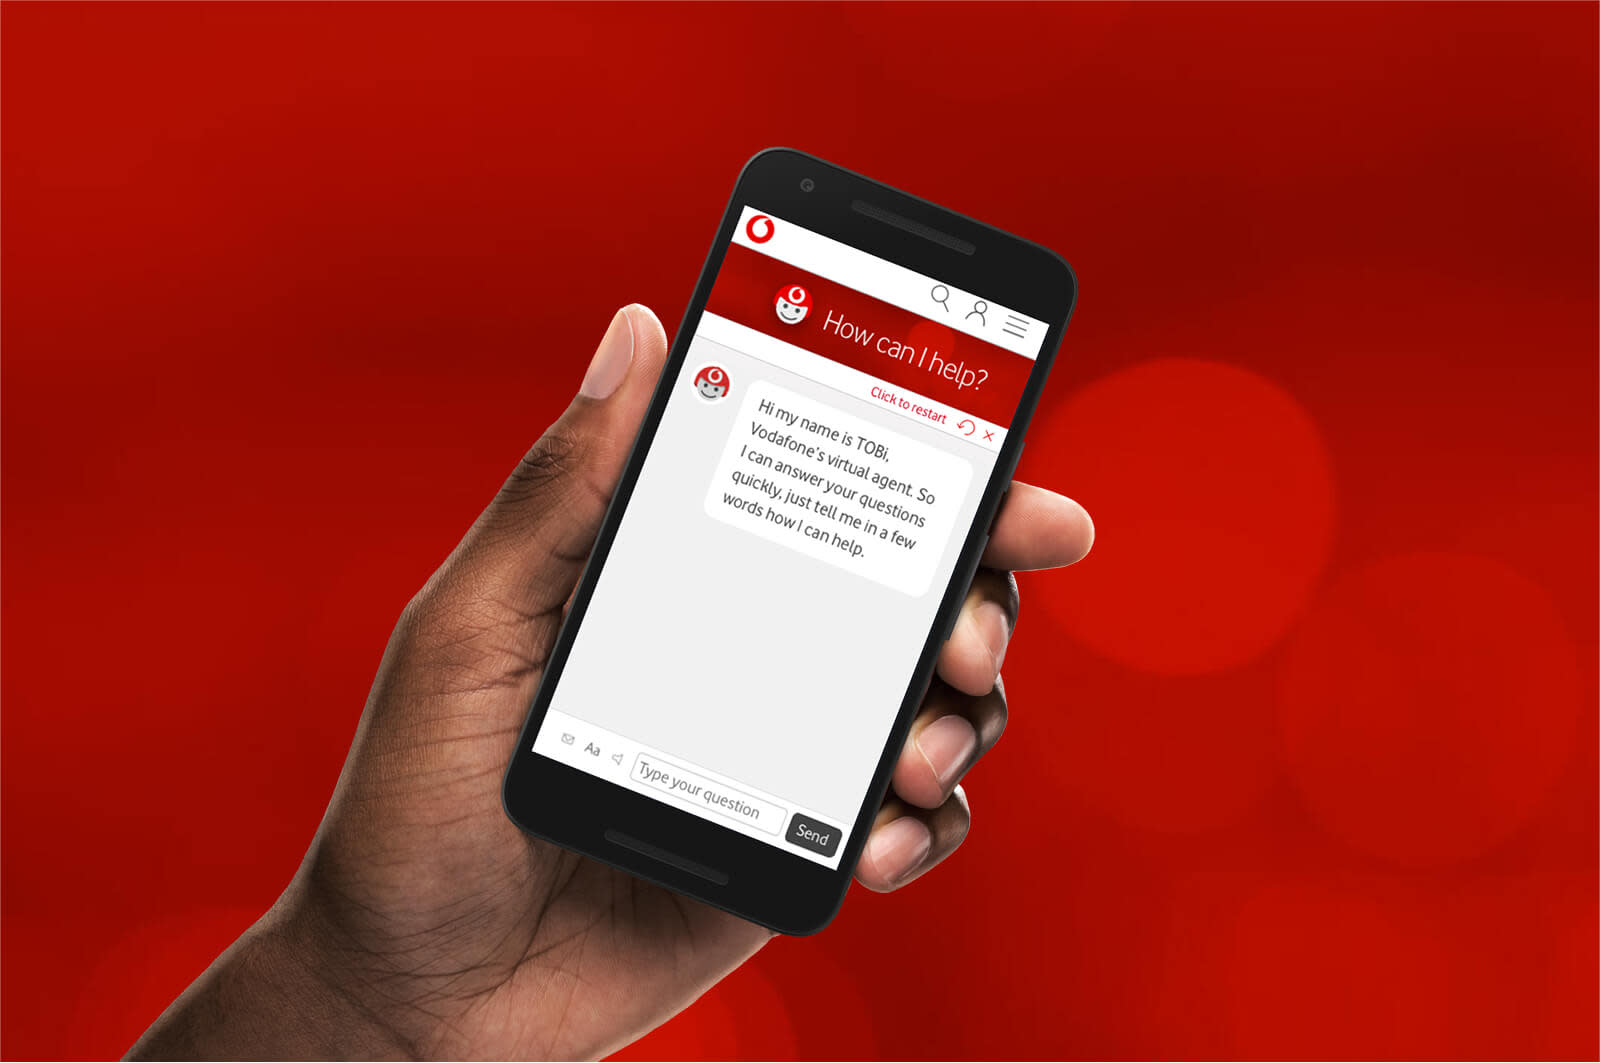 How can I help?
Click to restart
Hi my name is TOBi,
Vodafone's virtual agent. So
I can answer your questions
quickly, just tell me in a few
words how I can help.
Aa
Type your question
Send